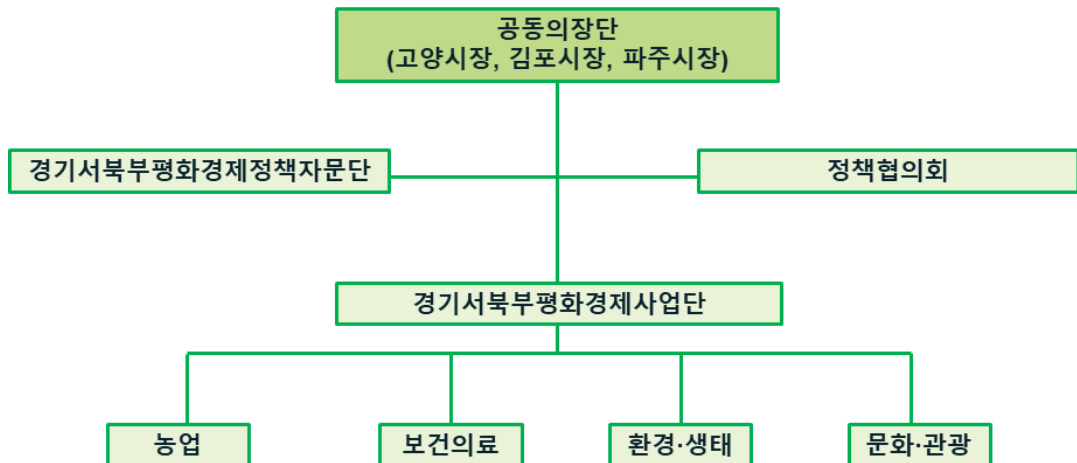 공동의장단
(고양시장, 김포시장, 파주시장)
경기서북부평화경제정책자문단
정책협의회
경기서북부평화경제사업단
농업
보건의료
환경·생태
문화·관광